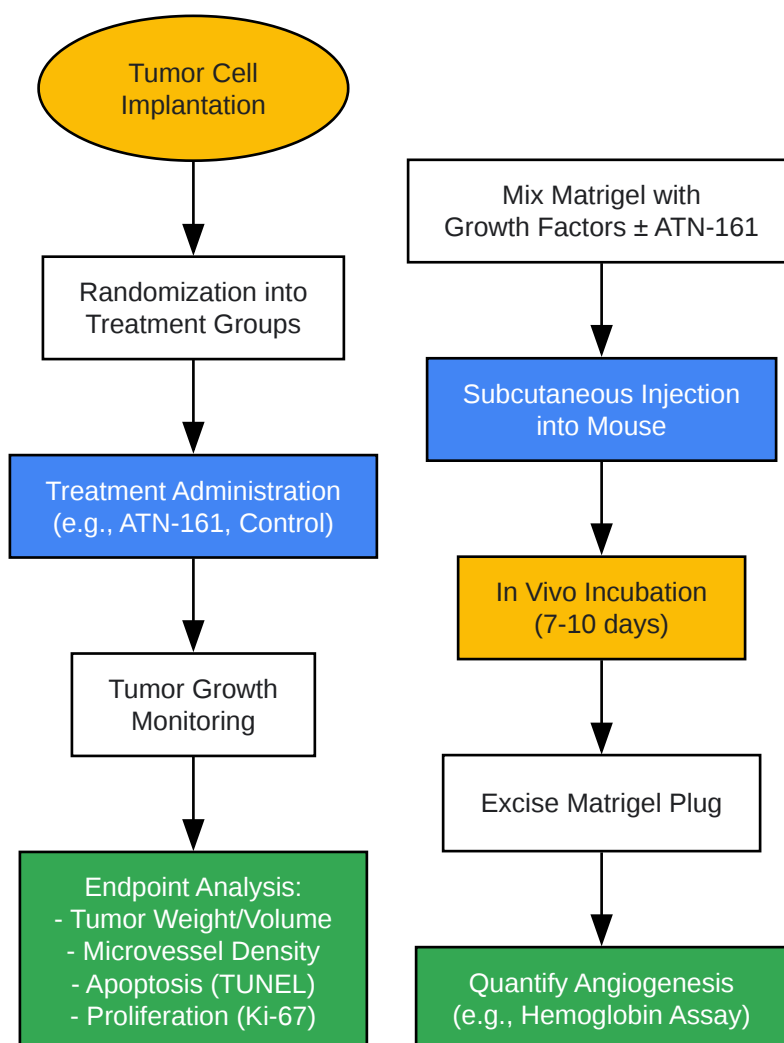 Tumor Cell
Implantation
Randomization into
Treatment Groups
Treatment Administration
(e.g., ATN-161, Control)
Tumor Growth
Monitoring
Endpoint Analysis:
- Tumor Weight/Volume
- Microvessel Density
- Apoptosis (TUNEL)
- Proliferation (Ki-67)
Mix Matrigel with
Growth Factors ± ATN-161
Subcutaneous Injection
into Mouse
In Vivo Incubation
(7-10 days)
Excise Matrigel Plug
Quantify Angiogenesis
(e.g., Hemoglobin Assay)